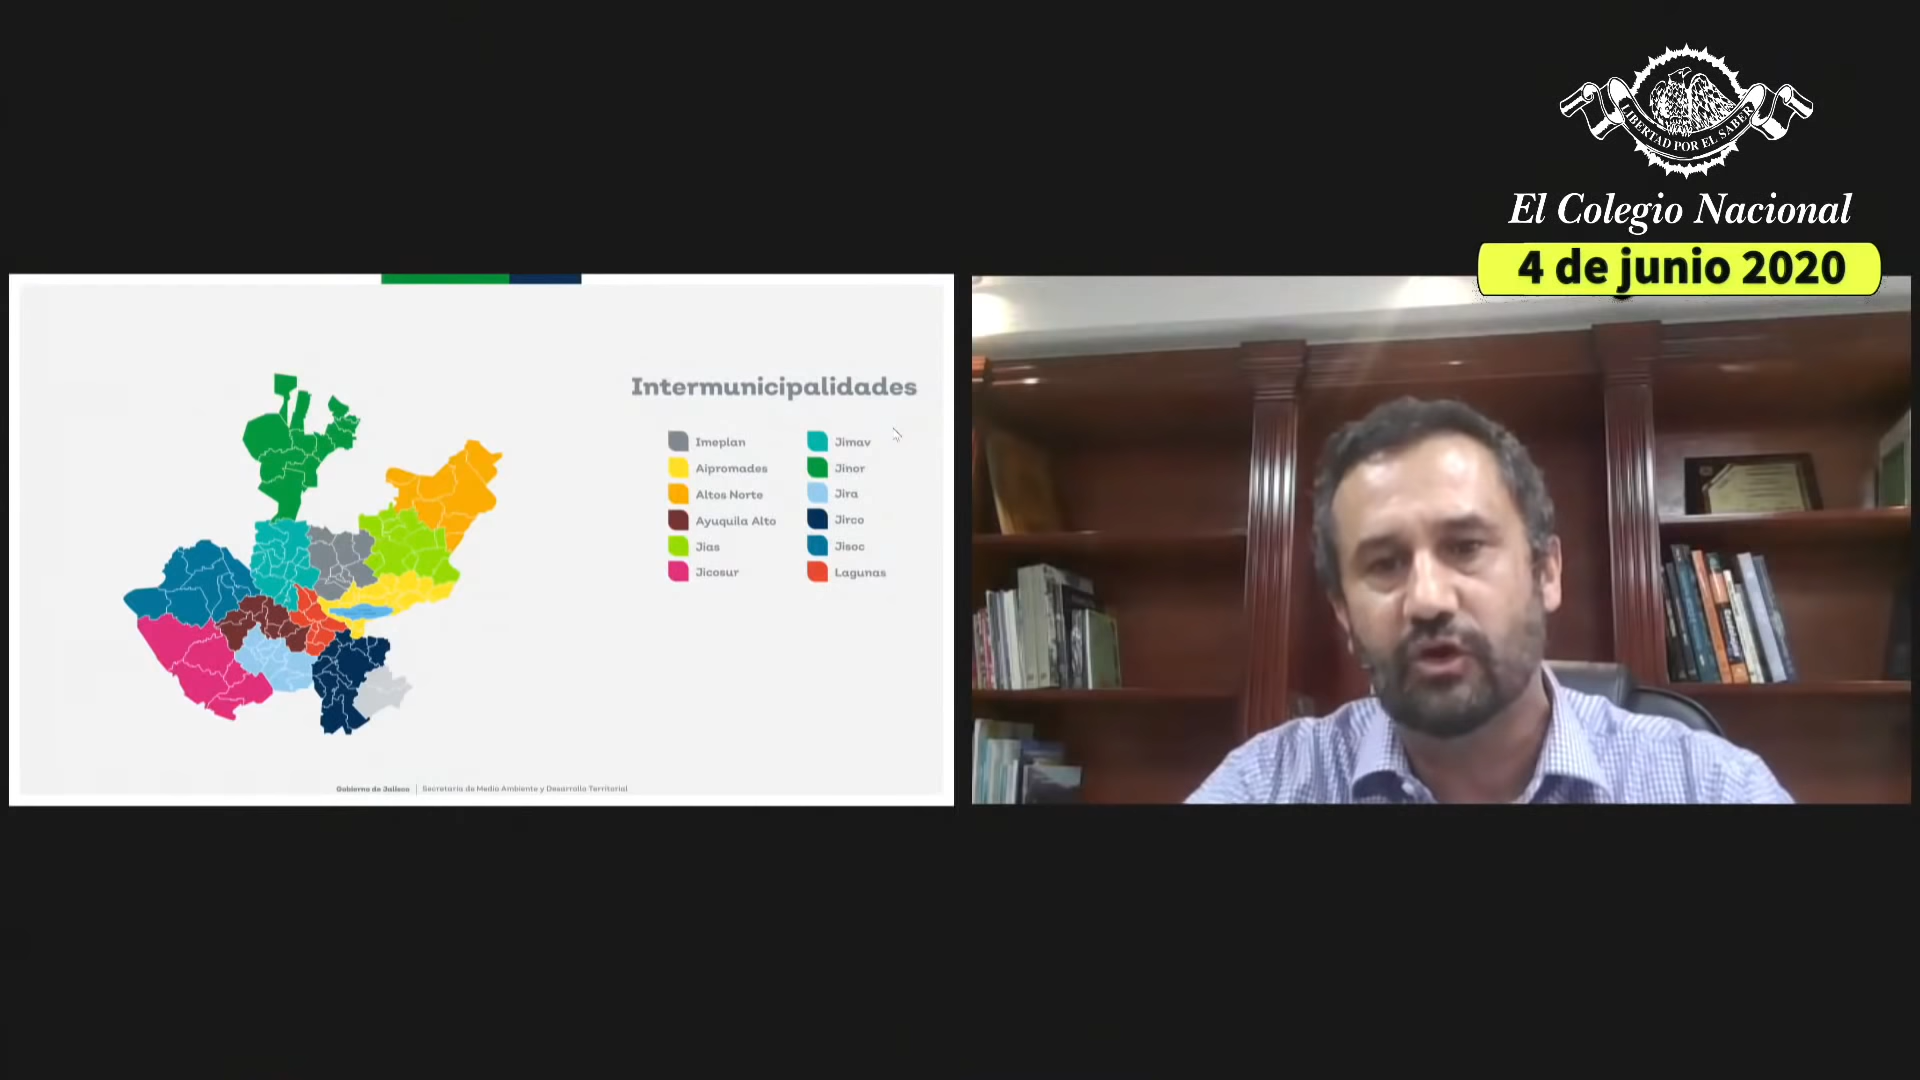 LIBERTAD POR EL SABER
El Colegio Nacional
4 de junio 2020
Intermunicipalidades
Imeplan
Aipromades
Altos Norte
Ayuquila Alto
Jias
Jicosur
Jimav
Jinor
Jira
Jirco
Jisoc
Lagunas
Gobierno de Jalisco | Secretaría de Medio Ambiente y Desarrollo Territorial